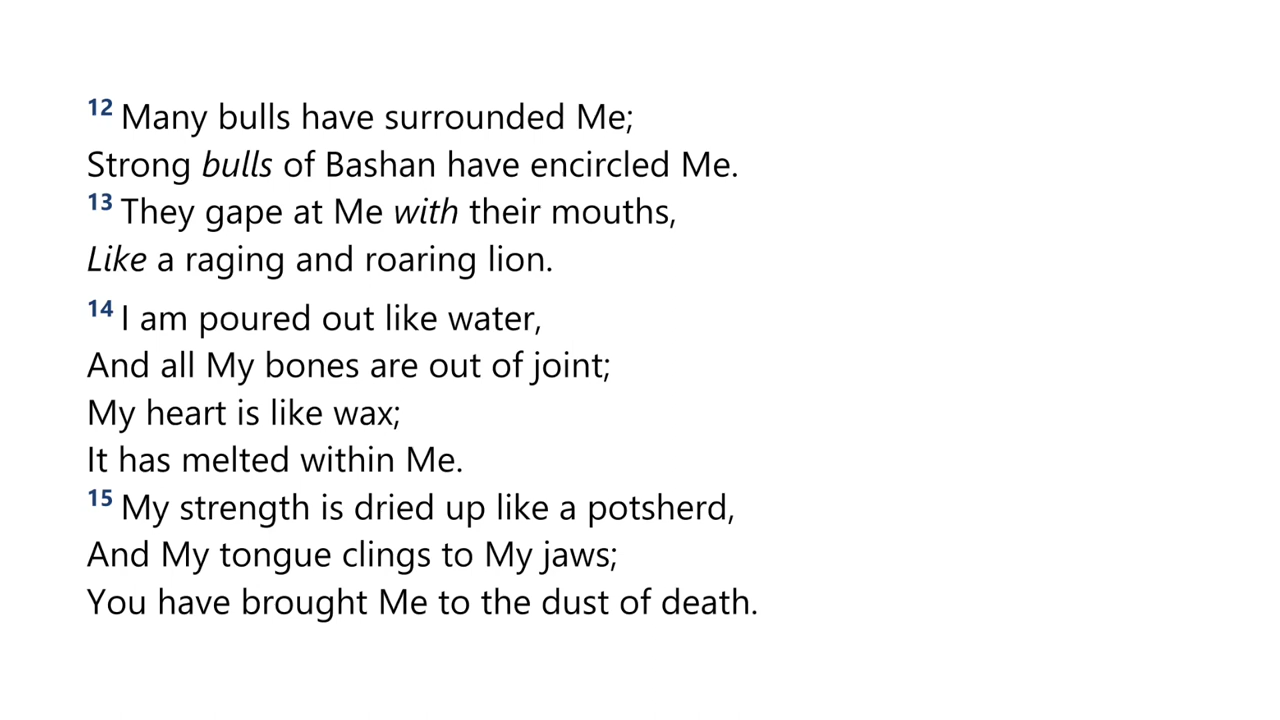 12 Many bulls have surrounded Me;
Strong bulls of Bashan have encircled Me.
13 They gape at Me with their mouths,
Like a raging and roaring lion.
14 I am poured out like water,
And all My bones are out of joint;
My heart is like wax;
It has melted within Me.
15 My strength is dried up like a potsherd,
And My tongue clings to My jaws;
You have brought Me to the dust of death.